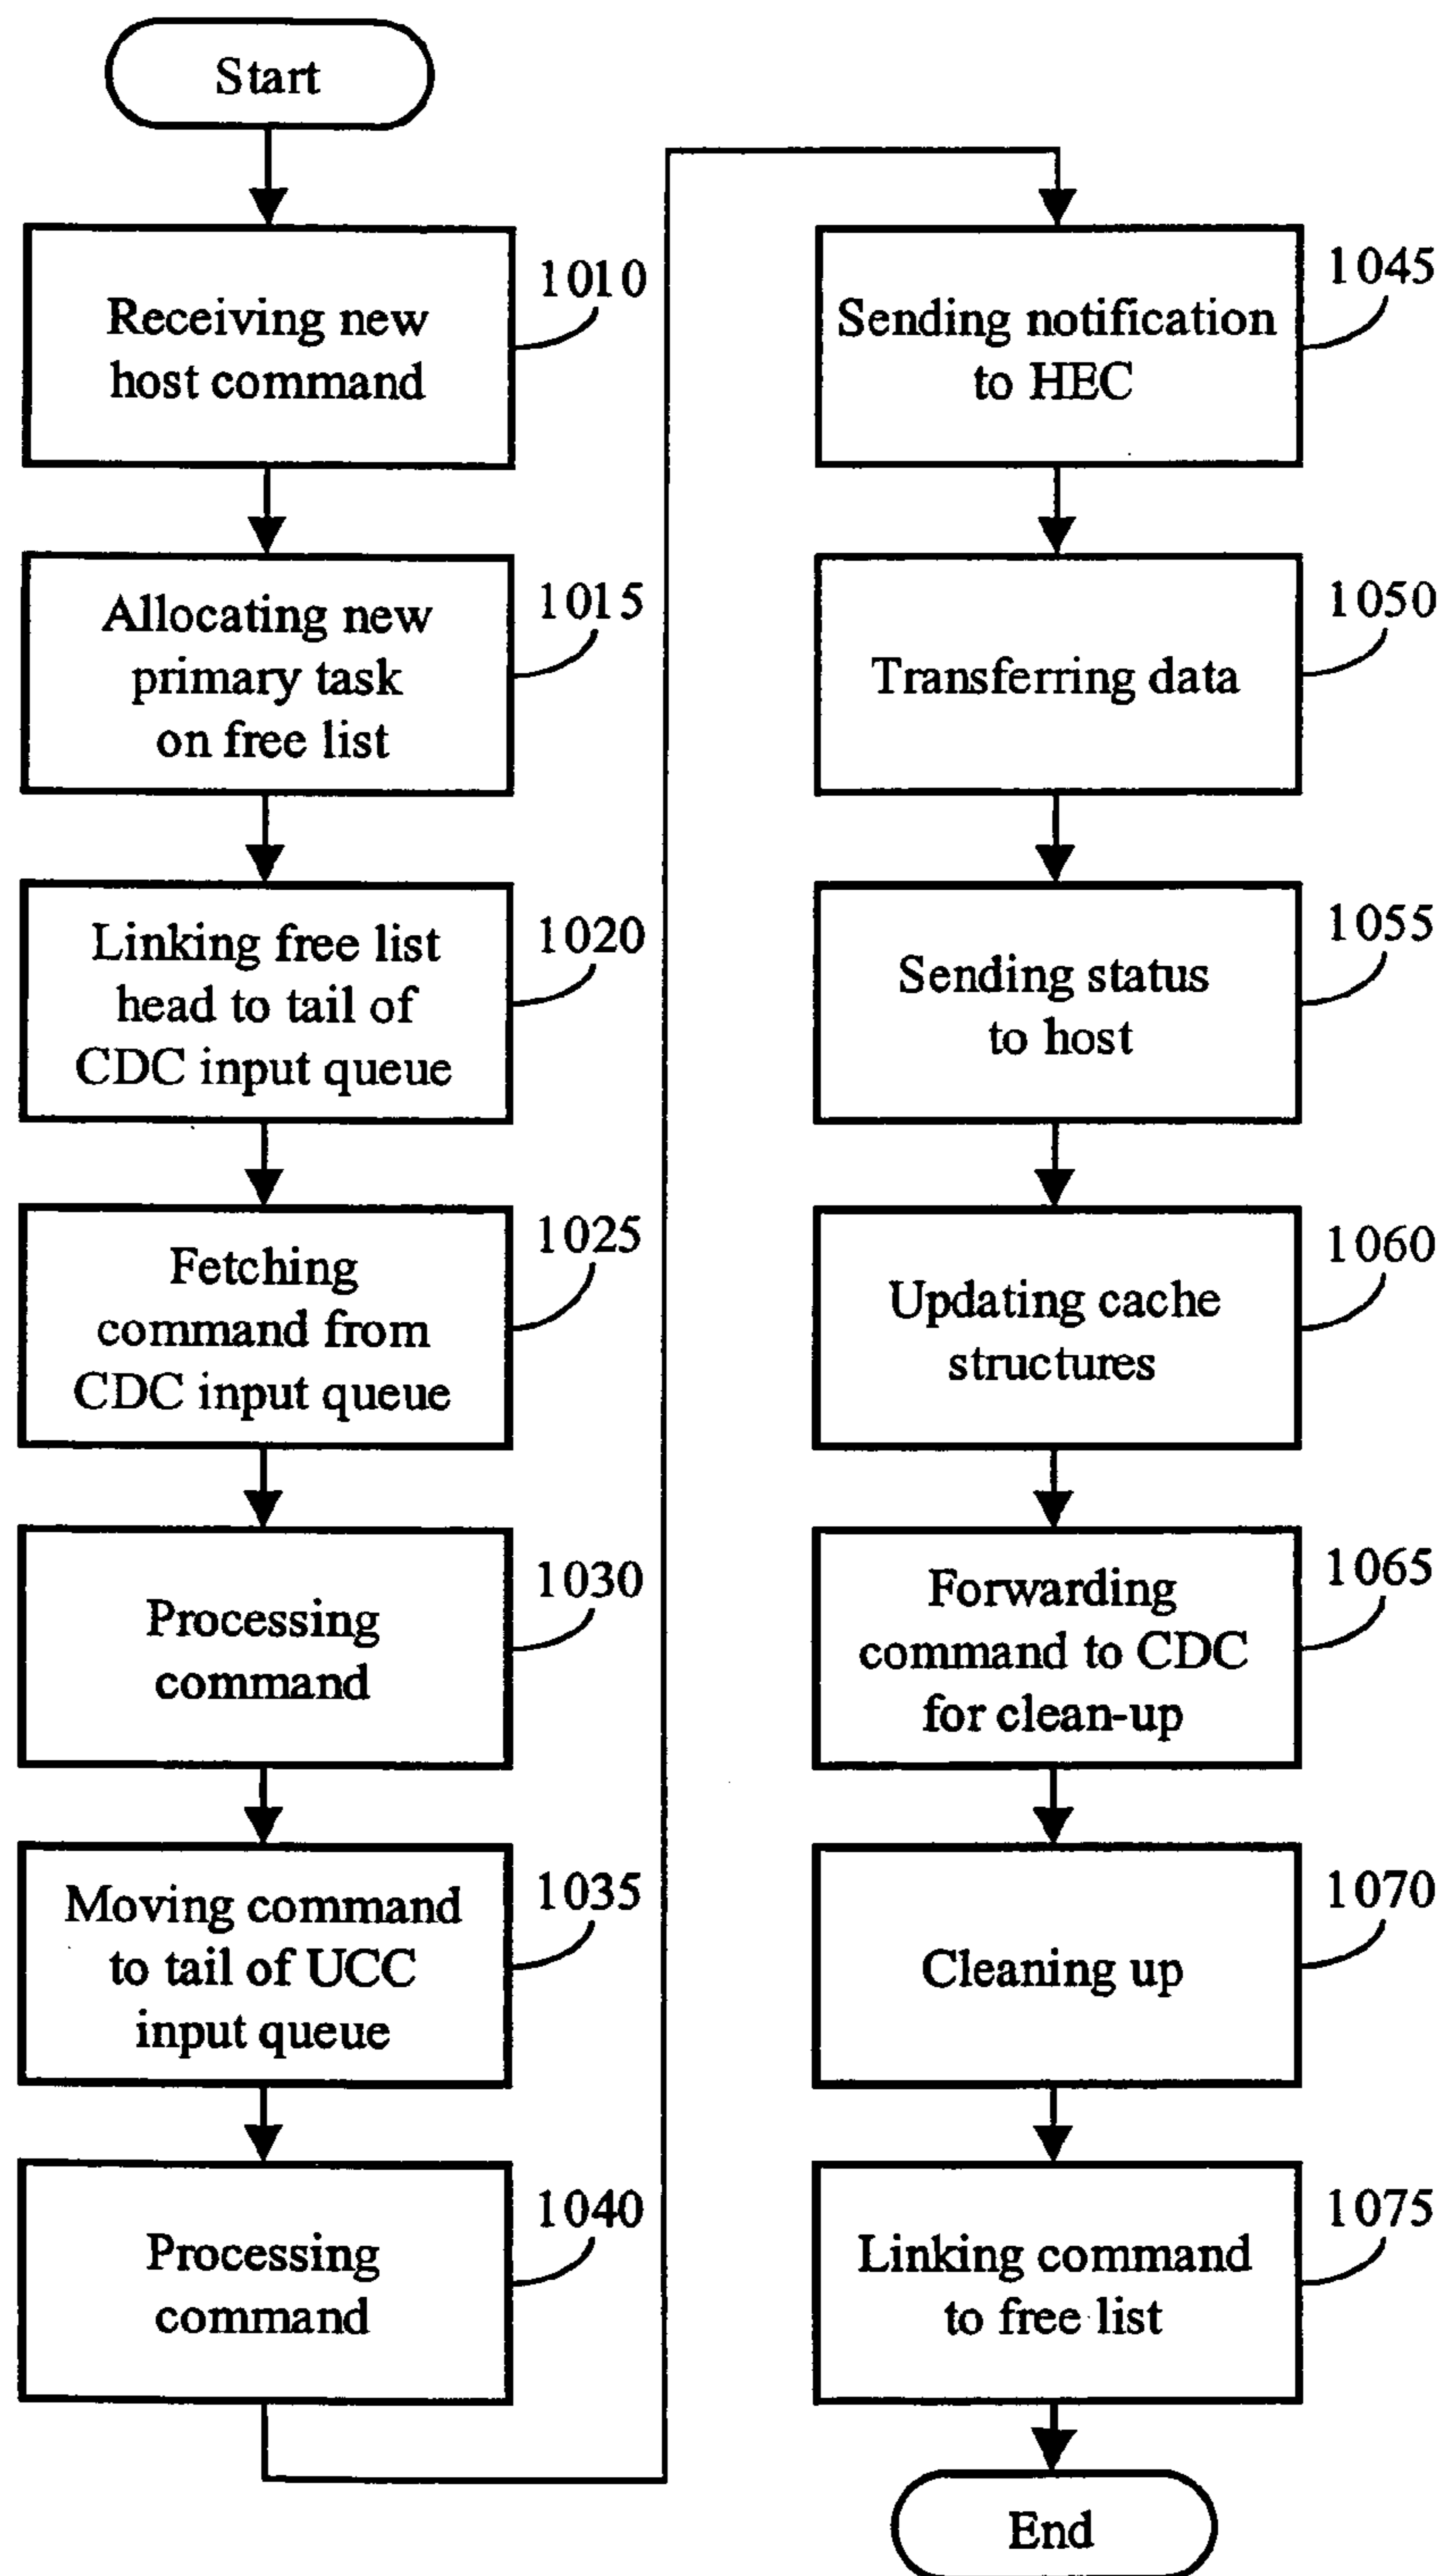 Start
Receiving new
host command
1010
Allocating new
primary task
on free list
1015
Linking free list
head to tail of
CDC input queue
1020
Fetching
command from
CDC input queue
1025
Processing
command
1030
Moving command
to tail of UCC
input queue
1035
Processing
command
1040
Sending notification
to HEC
1045
Transferring data
1050
Sending status
to host
1055
Updating cache
structures
1060
Forwarding
command to CDC
for clean-up
1065
Cleaning up
1070
Linking command
to free list
1075
End